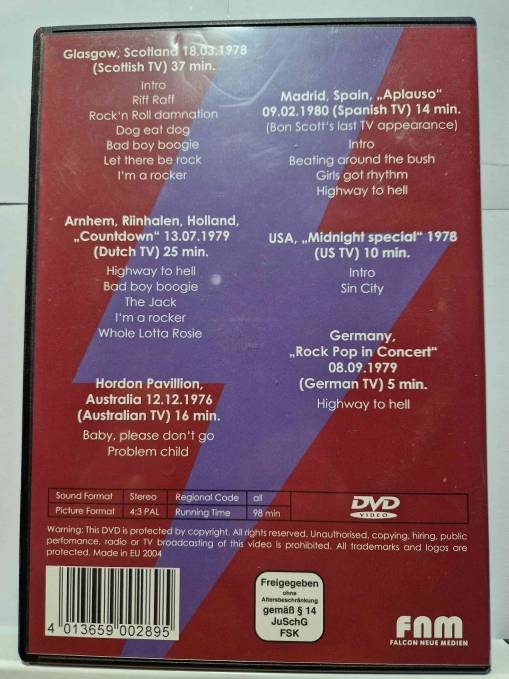 Glasgow, Scotland 18.03.1978
(Scottish TV) 37 min.
Intro
Riff Raff
Rock'n Roll damnation
Dog eat dog
Bad boy boogie
Let there be rock
I'm a rocker
Arnhem, Riinhalen, Holland,
„Countdown“ 13.07.1979
(Dutch TV) 25 min.
Highway to hell
Bad boy boogie
The Jack
I'm a rocker
Whole Lotta Rosie
Hordon Pavillion,
Australia 12.12.1976
(Australian TV) 16 min.
Baby, please don't go
Problem child
Madrid, Spain, „Aplauso“
09.02.1980 (Spanish TV) 14 min.
(Bon Scott's last TV appearance)
Intro
Beating around the bush
Girls got rhythm
Highway to hell
USA, „Midnight special“ 1978
(US TV) 10 min.
Intro
Sin City
Germany,
„Rock Pop in Concert“
08.09.1979
(German TV) 5 min.
Highway to hell
Sound Format Stereo Regional Code all
Picture Format 4:3 PAL Running Time 98 min
DVD
VIDEO
Warning: This DVD is protected by copyright. All rights reserved. Unauthorised, copying, hiring, public
perfomance, radio or TV broadcasting of this video is prohibited. All trademarks and logos are
protected. Made in EU 2004
4 013659 002895
Freigegeben
ohne
Altersbeschränkung
gemäß § 14
JuSchG
FSK
FNM
FALCON NEUE MEDIEN